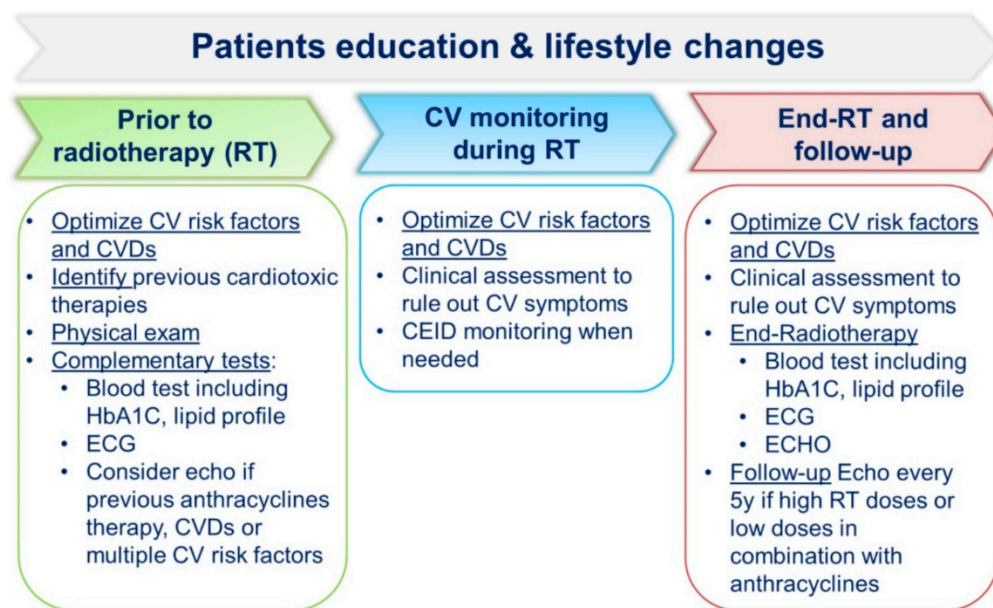 Patients education & lifestyle changes
Prior to
radiotherapy (RT)
• Optimize CV risk factors
and CVDs
• Identify previous cardiotoxic
therapies
• Physical exam
• Complementary tests:
• Blood test including
HbA1C, lipid profile
• ECG
• Consider echo if
previous anthracyclines
therapy, CVDs or
multiple CV risk factors
CV monitoring
during RT
• Optimize CV risk factors
and CVDs
• Clinical assessment to
rule out CV symptoms
• CEID monitoring when
needed
End-RT and
follow-up
• Optimize CV risk factors
and CVDs
• Clinical assessment to
rule out CV symptoms
• End-Radiotherapy
• Blood test including
HbA1C, lipid profile
• ECG
• ECHO
• Follow-up Echo every
5y if high RT doses or
low doses in
combination with
anthracyclines